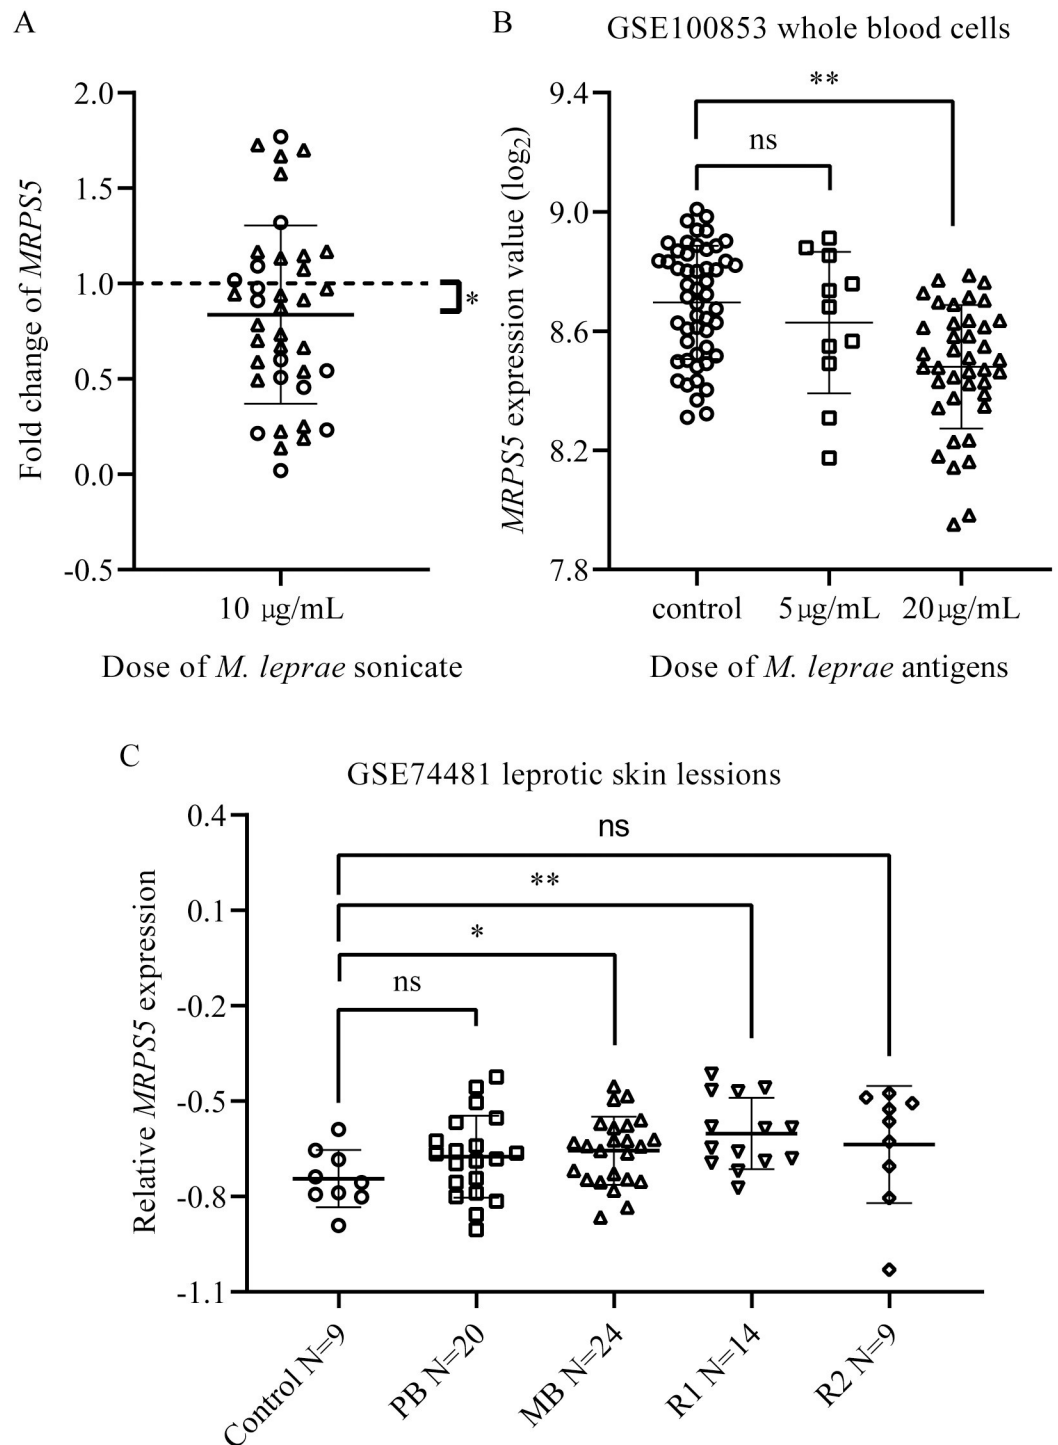 A
2.0
1.5
1.0
0.5
0.0
-0.5
Fold change of MRPS5
*
10 μg/mL
Dose of M. leprae sonicate
B
GSE100853 whole blood cells
9.4
9.0
8.6
8.2
7.8
MRPS5 expression value (log2)
**
ns
control 5μg/mL 20μg/mL
Dose of M. leprae antigens
C
GSE74481 leprotic skin lessions
0.4
0.1
-0.2
-0.5
-0.8
-1.1
Relative MRPS5 expression
ns
**
*
ns
Control N=9
PB N=20
MB N=24
R1 N=14
R2 N=9